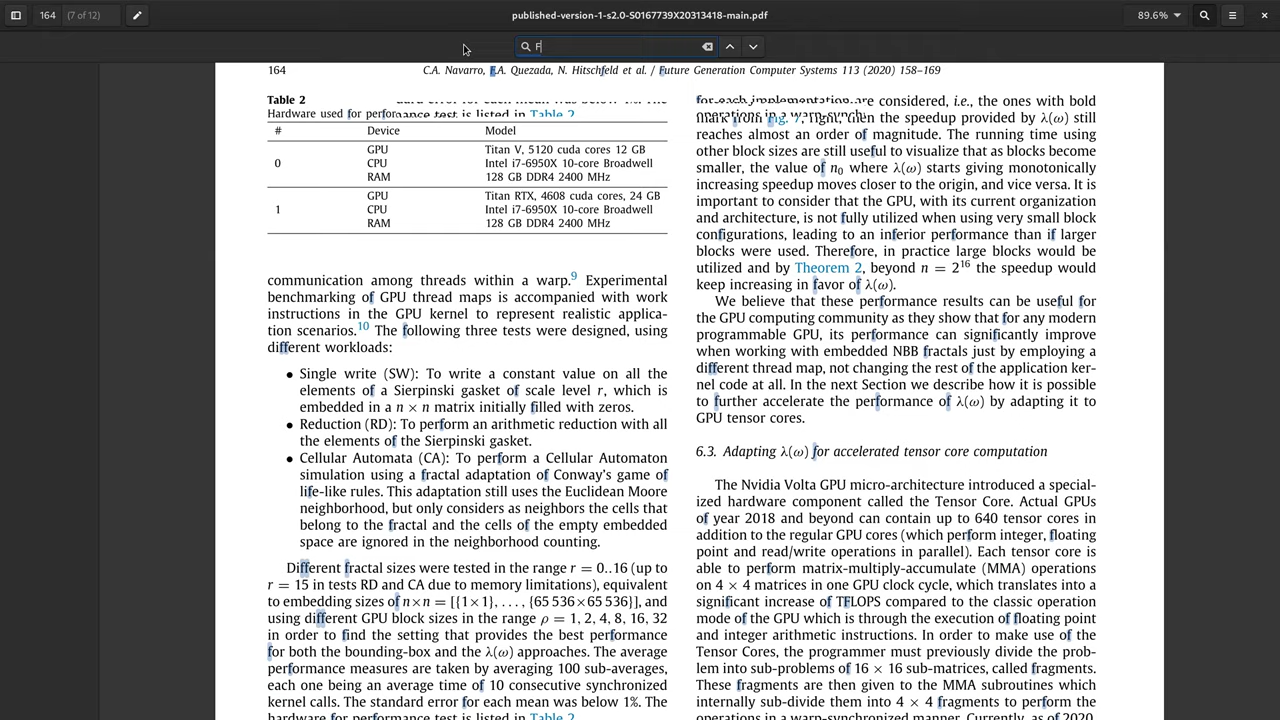 164
(7 of 12)
published-version-1-s2.0-S0167739X20313418-main.pdf
89.6%
F
164
C.A. Navarro, F.A. Quezada, N. Hitschfeld et al. / Future Generation Computer Systems 113 (2020) 158–169
Table 2
Hardware used for performance test is listed in Table 2
# Device Model
0
GPU Titan V, 5120 cuda cores 12 GB
CPU Intel i7-6950X 10-core Broadwell
RAM 128 GB DDR4 2400 MHz
1
GPU Titan RTX, 4608 cuda cores, 24 GB
CPU Intel i7-6950X 10-core Broadwell
RAM 128 GB DDR4 2400 MHz
communication among threads within a warp.9 Experimental
benchmarking of GPU thread maps is accompanied with work
instructions in the GPU kernel to represent realistic applica-
tion scenarios.10 The following three tests were designed, using
different workloads:
• Single write (SW): To write a constant value on all the
elements of a Sierpinski gasket of scale level r, which is
embedded in a n × n matrix initially filled with zeros.
• Reduction (RD): To perform an arithmetic reduction with all
the elements of the Sierpinski gasket.
• Cellular Automata (CA): To perform a Cellular Automaton
simulation using a fractal adaptation of Conway's game of
life-like rules. This adaptation still uses the Euclidean Moore
neighborhood, but only considers as neighbors the cells that
belong to the fractal and the cells of the empty embedded
space are ignored in the neighborhood counting.
Different fractal sizes were tested in the range r = 0..16 (up to
r = 15 in tests RD and CA due to memory limitations), equivalent
to embedding sizes of n×n = [{1×1}, . . . , {65 536×65 536}], and
using different GPU block sizes in the range ρ = 1, 2, 4, 8, 16, 32
in order to find the setting that provides the best performance
for both the bounding-box and the λ(ω) approaches. The average
performance measures are taken by averaging 100 sub-averages,
each one being an average time of 10 consecutive synchronized
kernel calls. The standard error for each mean was below 1%. The
hardware for performance test is listed in Table 2
for each implementation are considered, i.e., the ones with bold
mark from Fig. 7, right, then the speedup provided by λ(ω) still
reaches almost an order of magnitude. The running time using
other block sizes are still useful to visualize that as blocks become
smaller, the value of n0 where λ(ω) starts giving monotonically
increasing speedup moves closer to the origin, and vice versa. It is
important to consider that the GPU, with its current organization
and architecture, is not fully utilized when using very small block
configurations, leading to an inferior performance than if larger
blocks were used. Therefore, in practice large blocks would be
utilized and by Theorem 2, beyond n = 2^16 the speedup would
keep increasing in favor of λ(ω).
We believe that these performance results can be useful for
the GPU computing community as they show that for any modern
programmable GPU, its performance can significantly improve
when working with embedded NBB fractals just by employing a
different thread map, not changing the rest of the application ker-
nel code at all. In the next Section we describe how it is possible
to further accelerate the performance of λ(ω) by adapting it to
GPU tensor cores.
6.3. Adapting λ(ω) for accelerated tensor core computation
The Nvidia Volta GPU micro-architecture introduced a special-
ized hardware component called the Tensor Core. Actual GPUs
of year 2018 and beyond can contain up to 640 tensor cores in
addition to the regular GPU cores (which perform integer, floating
point and read/write operations in parallel). Each tensor core is
able to perform matrix-multiply-accumulate (MMA) operations
on 4 × 4 matrices in one GPU clock cycle, which translates into a
significant increase of TFLOPS compared to the classic operation
mode of the GPU which is through the execution of floating point
and integer arithmetic instructions. In order to make use of the
Tensor Cores, the programmer must previously divide the prob-
lem into sub-problems of 16 × 16 sub-matrices, called fragments.
These fragments are then given to the MMA subroutines which
internally sub-divide them into 4 × 4 fragments to perform the
operations in a warp-synchronized manner. Currently, as of 2020